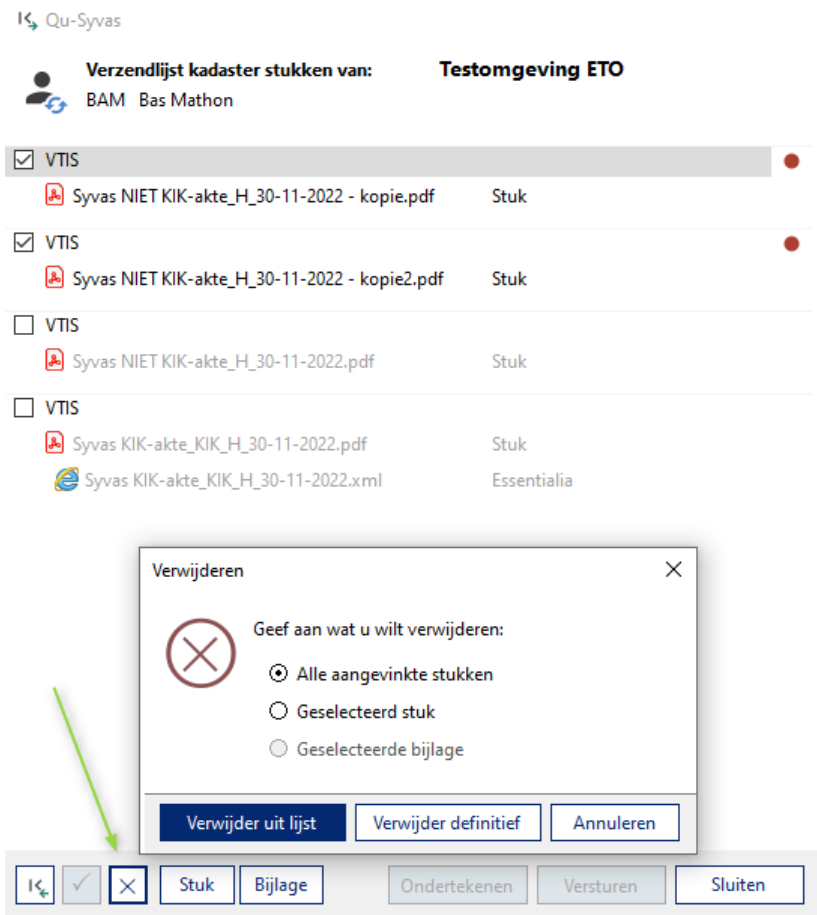 Qu-Syvas
Verzendlijst kadaster stukken van: Testomgeving ETO
BAM Bas Mathon
VTIS
Syvas NIET KIK-akte_H_30-11-2022 - kopie.pdf Stuk
VTIS
Syvas NIET KIK-akte_H_30-11-2022 - kopie2.pdf Stuk
VTIS
Syvas NIET KIK-akte_H_30-11-2022.pdf Stuk
VTIS
Syvas KIK-akte_KIK_H_30-11-2022.pdf Stuk
Syvas KIK-akte_KIK_H_30-11-2022.xml Essentialia
Verwijderen
Geef aan wat u wilt verwijderen:
Alle aangevinkte stukken
Geselecteerd stuk
Geselecteerde bijlage
Verwijder uit lijst Verwijder definitief Annuleren
Stuk Bijlage Ondertekenen Versturen Sluiten